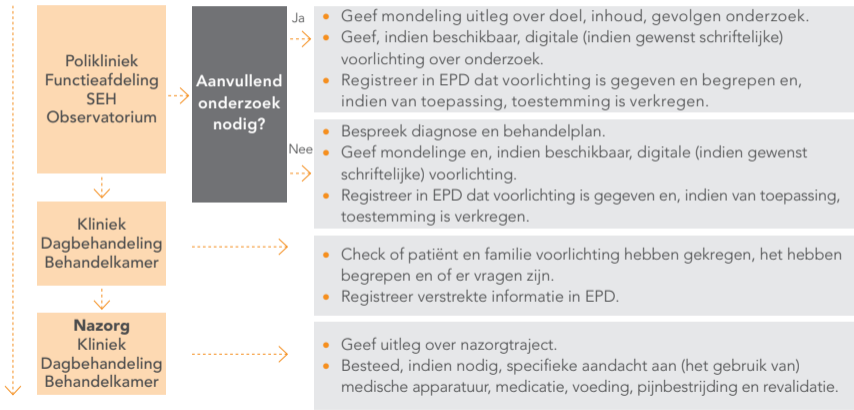 Polikliniek
Functieafdeling
SEH
Observatorium
Aanvullend
onderzoek
nodig?
Ja
• Geef mondeling uitleg over doel, inhoud, gevolgen onderzoek.
• Geef, indien beschikbaar, digitale (indien gewenst schriftelijke)
voorlichting over onderzoek.
• Registreer in EPD dat voorlichting is gegeven en begrepen en,
indien van toepassing, toestemming is verkregen.
Nee
• Bespreek diagnose en behandelplan.
• Geef mondelinge en, indien beschikbaar, digitale (indien gewenst
schriftelijke) voorlichting.
• Registreer in EPD dat voorlichting is gegeven en, indien van toepassing,
toestemming is verkregen.
Kliniek
Dagbehandeling
Behandelkamer
• Check of patiënt en familie voorlichting hebben gekregen, het hebben
begrepen en of er vragen zijn.
• Registreer verstrekte informatie in EPD.
Nazorg
Kliniek
Dagbehandeling
Behandelkamer
• Geef uitleg over nazorgtraject.
• Besteed, indien nodig, specifieke aandacht aan (het gebruik van)
medische apparatuur, medicatie, voeding, pijnbestrijding en revalidatie.